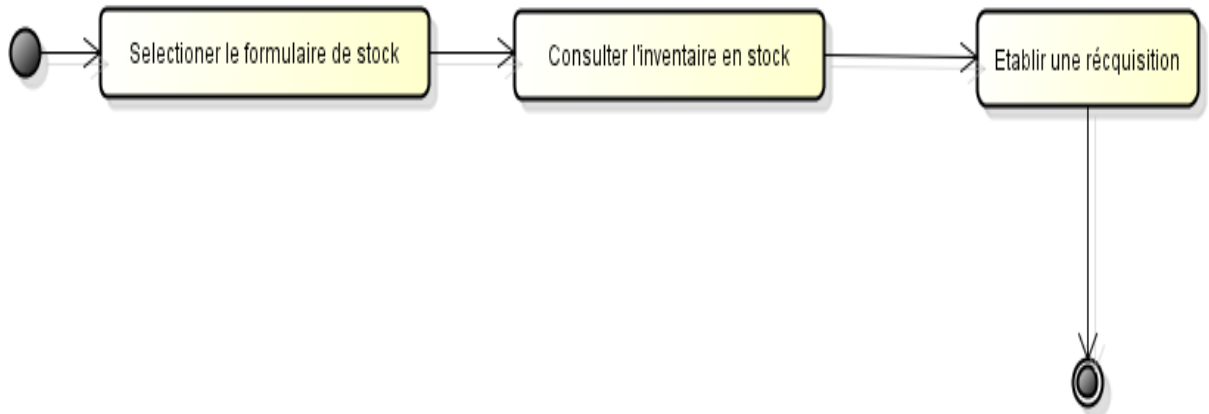 Selectioner le formulaire de stock
Consulter l'inventaire en stock
Etablir une récquisition